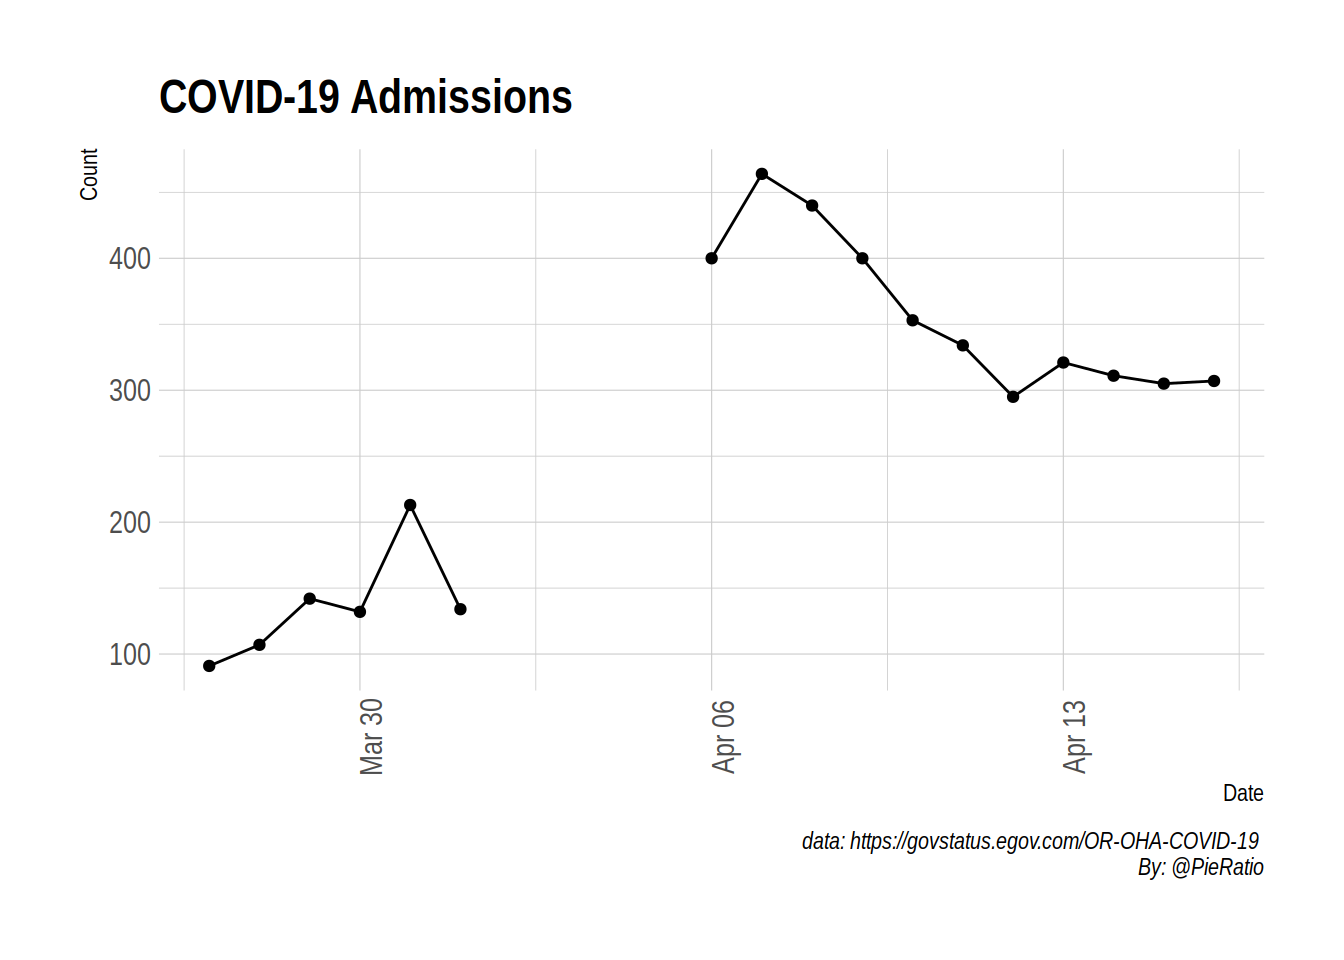 COVID-19 Admissions
Count
400
300
200
100
Mar 30
Apr 06
Apr 13
Date
data: https://govstatus.egov.com/OR-OHA-COVID-19
By: @PieRatio